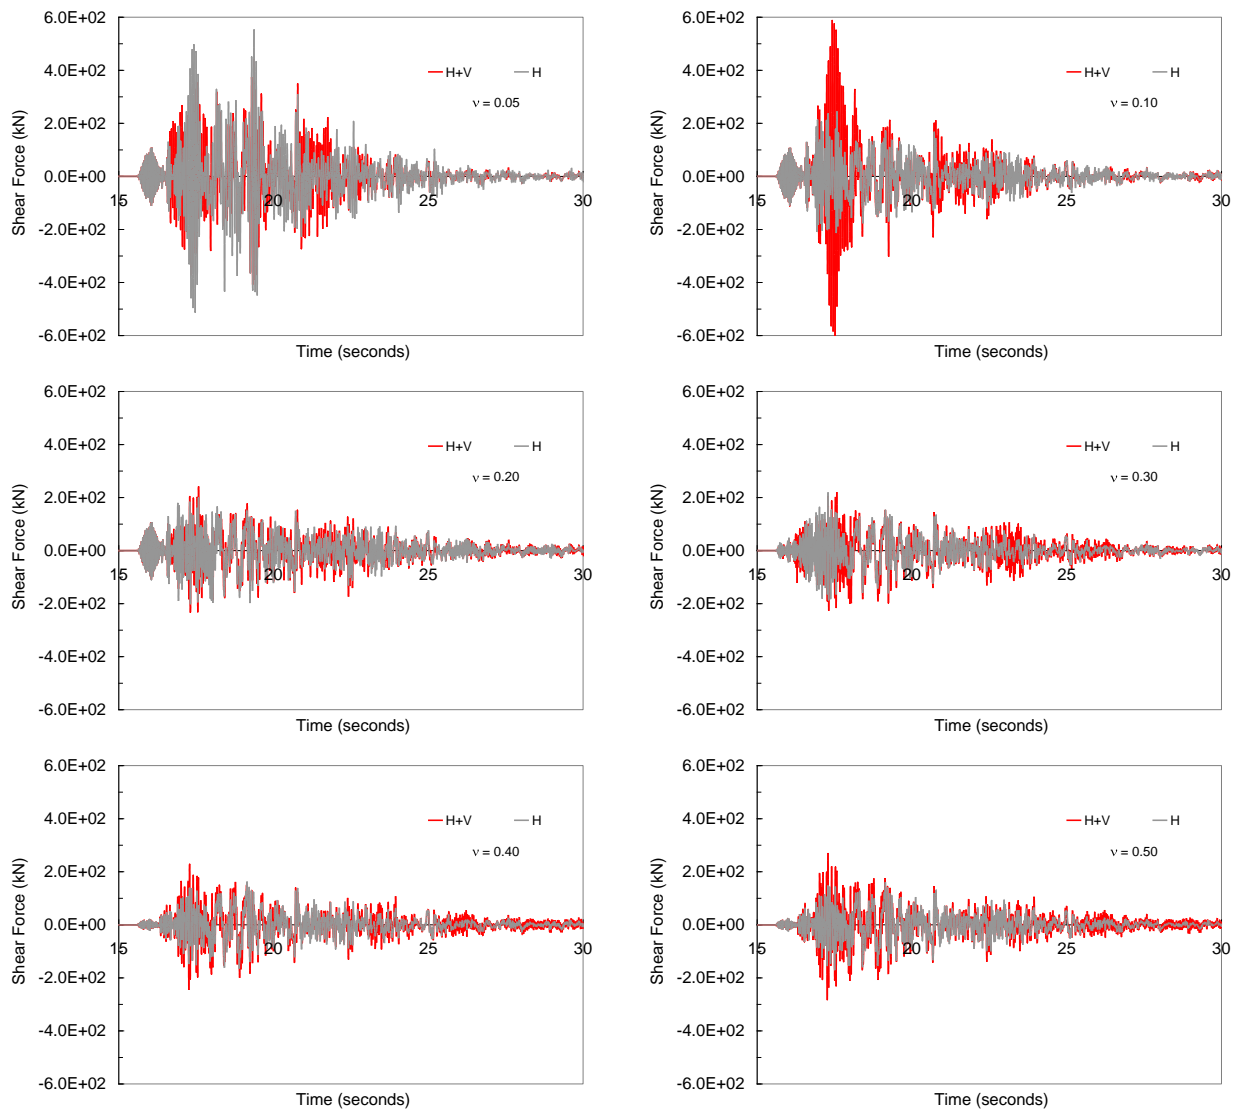 6.0E+02
4.0E+02
2.0E+02
0.0E+00
-2.0E+02
-4.0E+02
-6.0E+02
Shear Force (kN)
H+V H
ν = 0.05
15 20 25 30
Time (seconds)
6.0E+02
4.0E+02
2.0E+02
0.0E+00
-2.0E+02
-4.0E+02
-6.0E+02
Shear Force (kN)
H+V H
ν = 0.10
15 20 25 30
Time (seconds)
6.0E+02
4.0E+02
2.0E+02
0.0E+00
-2.0E+02
-4.0E+02
-6.0E+02
Shear Force (kN)
H+V H
ν = 0.20
15 20 25 30
Time (seconds)
6.0E+02
4.0E+02
2.0E+02
0.0E+00
-2.0E+02
-4.0E+02
-6.0E+02
Shear Force (kN)
H+V H
ν = 0.30
15 20 25 30
Time (seconds)
6.0E+02
4.0E+02
2.0E+02
0.0E+00
-2.0E+02
-4.0E+02
-6.0E+02
Shear Force (kN)
H+V H
ν = 0.40
15 20 25 30
Time (seconds)
6.0E+02
4.0E+02
2.0E+02
0.0E+00
-2.0E+02
-4.0E+02
-6.0E+02
Shear Force (kN)
H+V H
ν = 0.50
15 20 25 30
Time (seconds)